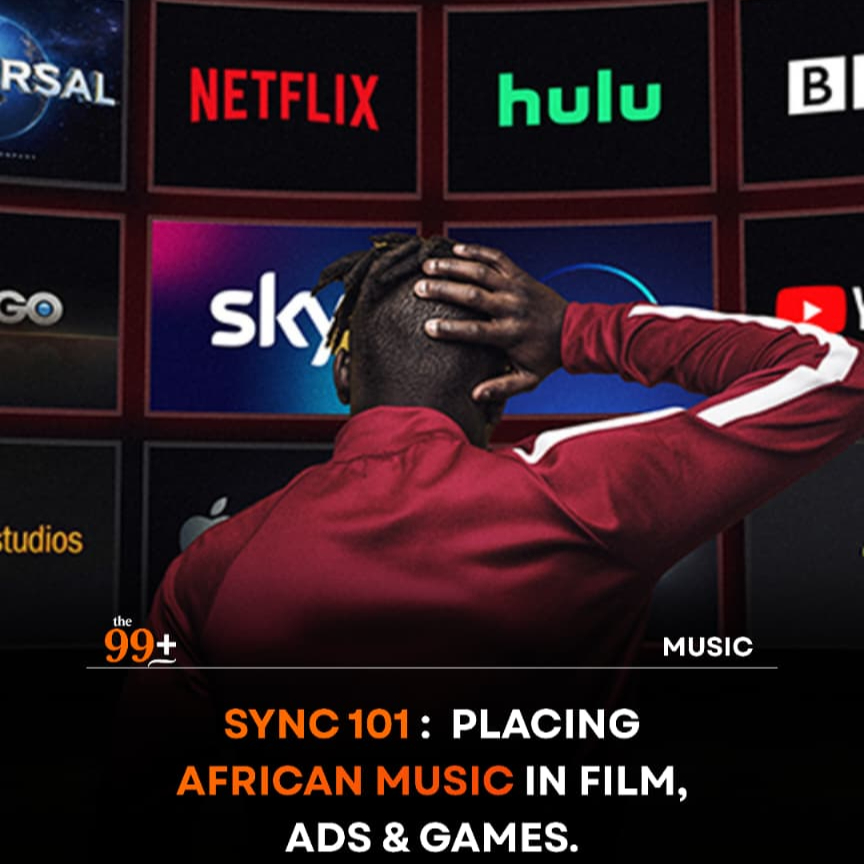 RSAL
NETFLIX
hulu
B
GO
sky
studios
the
99+
MUSIC
SYNC 101 : PLACING
AFRICAN MUSIC IN FILM,
ADS & GAMES.